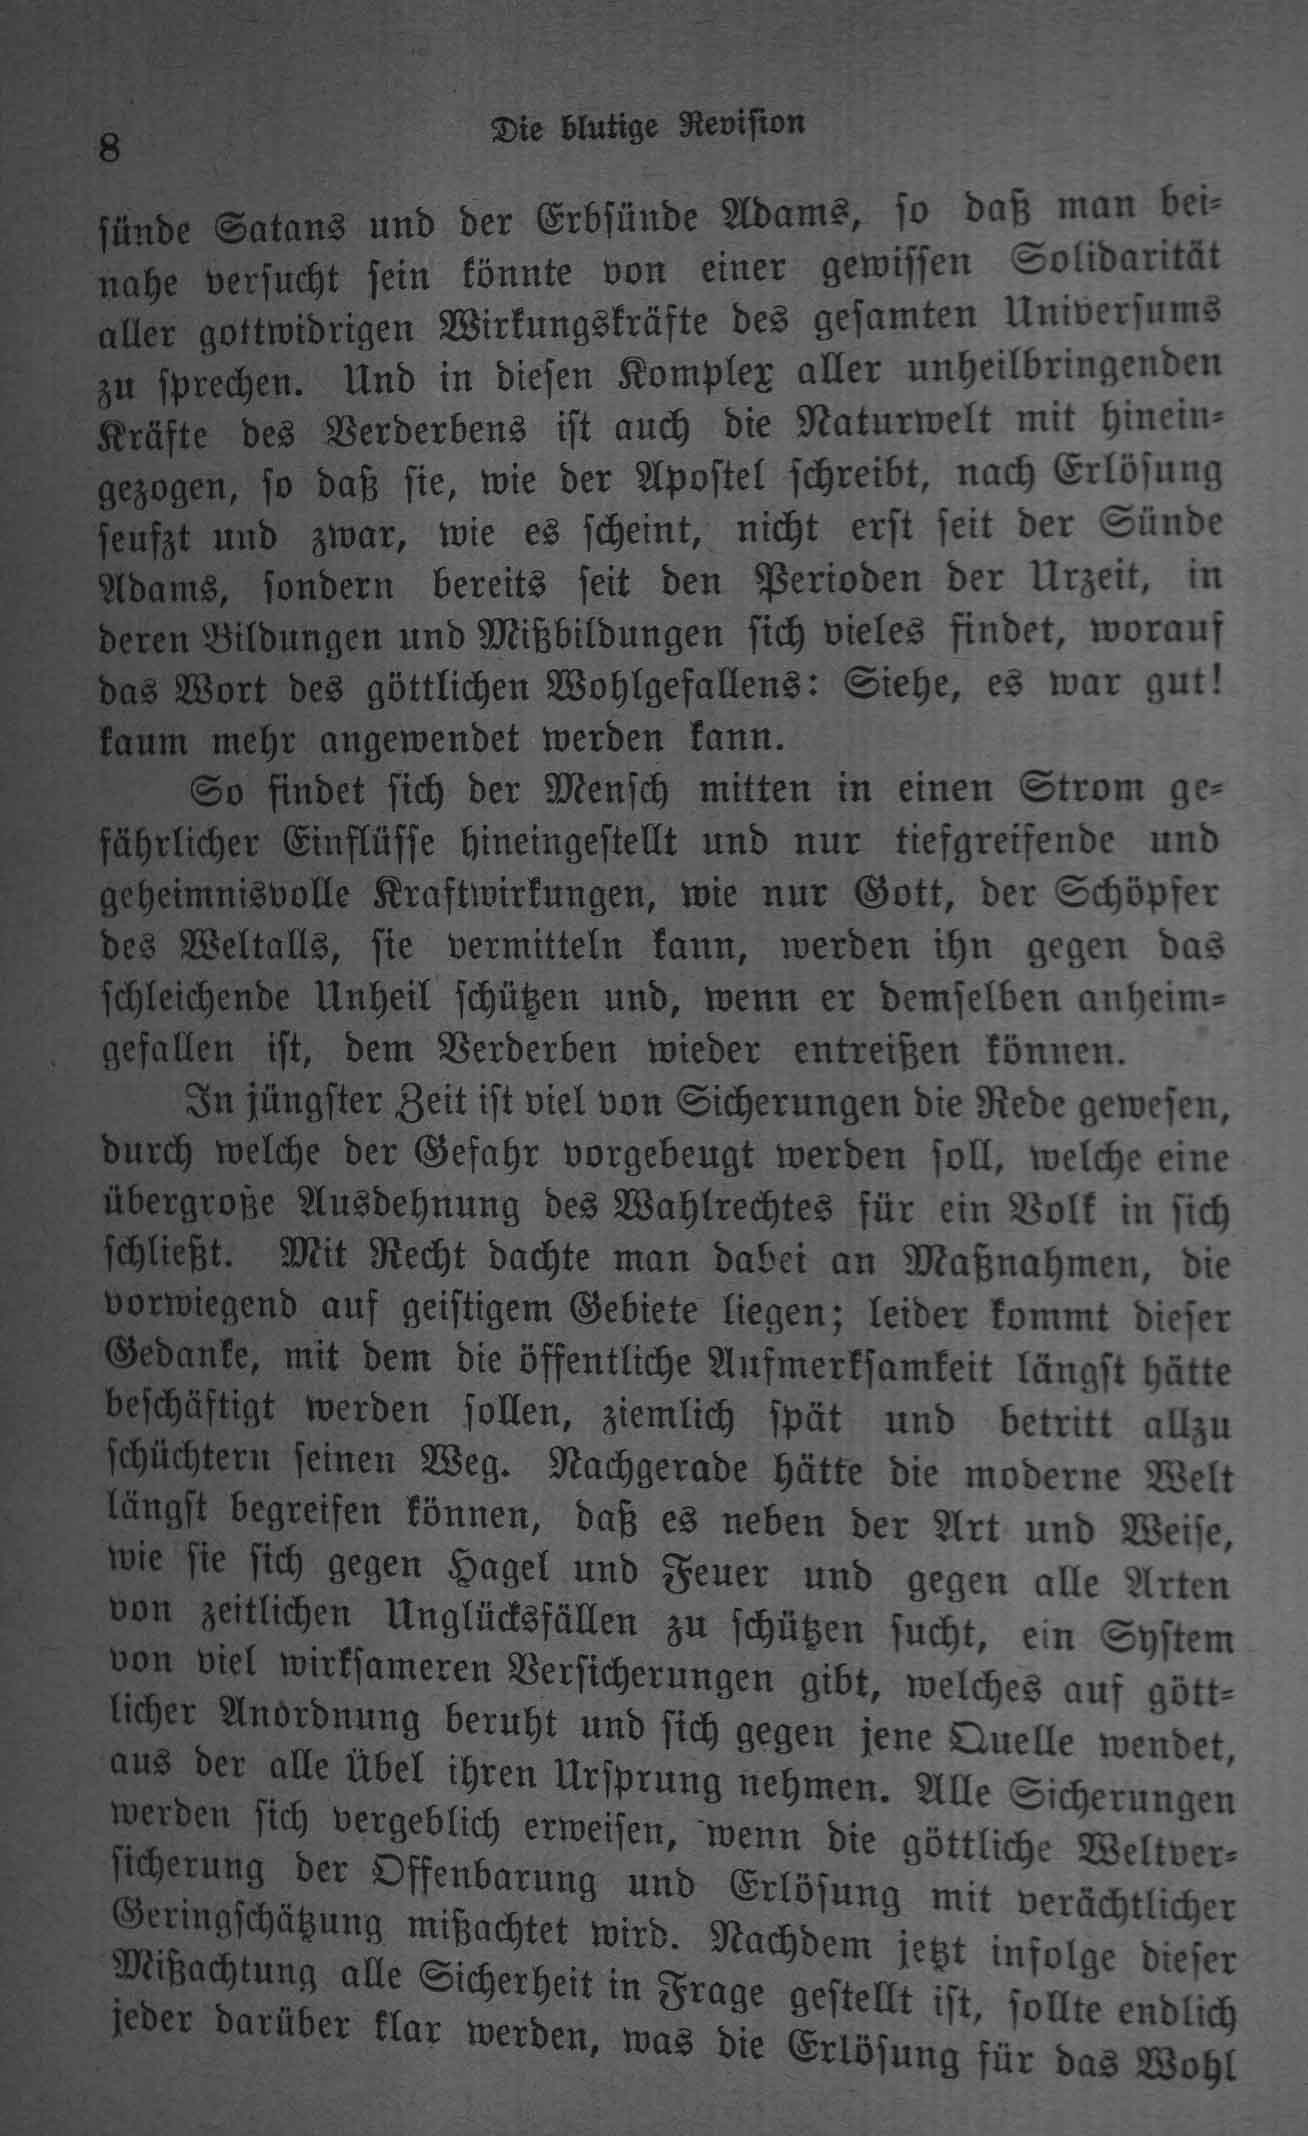 8
Die blutige Revision
sünde Satans und der Erbsünde Adams, so daß man bei-
nahe versucht sein könnte von einer gewissen Solidarität
aller gottwidrigen Wirkungskräfte des gesamten Universums
zu sprechen. Und in diesen Komplex aller unheilbringenden
Kräfte des Verderbens ist auch die Naturwelt mit hinein-
gezogen, so daß sie, wie der Apostel schreibt, nach Erlösung
seufzt und zwar, wie es scheint, nicht erst seit der Sünde
Adams, sondern bereits seit den Perioden der Urzeit, in
deren Bildungen und Mißbildungen sich vieles findet, worauf
das Wort des göttlichen Wohlgefallens: Siehe, es war gut!
kaum mehr angewendet werden kann.
So findet sich der Mensch mitten in einen Strom ge-
fährlicher Einflüsse hineingestellt und nur tiefgreifende und
geheimnisvolle Kraftwirkungen, wie nur Gott, der Schöpfer
des Weltalls, sie vermitteln kann, werden ihn gegen das
schleichende Unheil schützen und, wenn er demselben anheim-
gefallen ist, dem Verderben wieder entreißen können.
In jüngster Zeit ist viel von Sicherungen die Rede gewesen,
durch welche der Gefahr vorgebeugt werden soll, welche eine
übergroße Ausdehnung des Wahlrechtes für ein Volk in sich
schließt. Mit Recht dachte man dabei an Maßnahmen, die
vorwiegend auf geistigem Gebiete liegen; leider kommt dieser
Gedanke, mit dem die öffentliche Aufmerksamkeit längst hätte
beschäftigt werden sollen, ziemlich spät und betritt allzu
schüchtern seinen Weg. Nachgerade hätte die moderne Welt
längst begreifen können, daß es neben der Art und Weise,
wie sie sich gegen Hagel und Feuer und gegen alle Arten
von zeitlichen Unglücksfällen zu schützen sucht, ein System
von viel wirksameren Versicherungen gibt, welches auf gött-
licher Anordnung beruht und sich gegen jene Quelle wendet,
aus der alle Übel ihren Ursprung nehmen. Alle Sicherungen
werden sich vergeblich erweisen, wenn die göttliche Weltver-
sicherung der Offenbarung und Erlösung mit verächtlicher
Geringschätzung mißachtet wird. Nachdem jetzt infolge dieser
Mißachtung alle Sicherheit in Frage gestellt ist, sollte endlich
jeder darüber klar werden, was die Erlösung für das Wohl